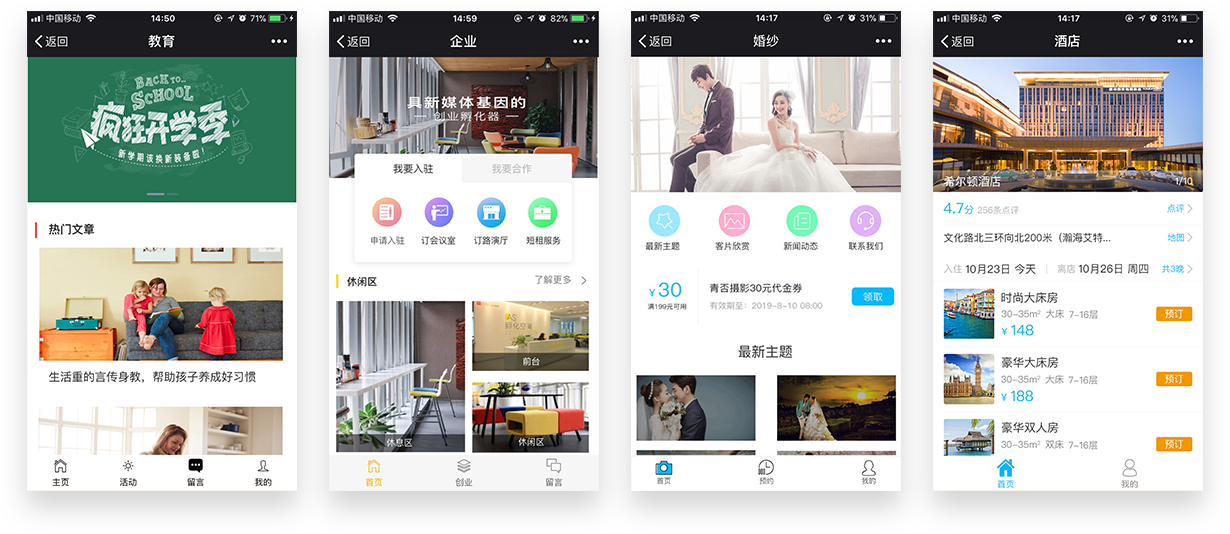 中国移动 14:50 71%
返回 教育
BACK TO...
SCHOOL
疯狂开学季
新学期该换新装备啦！
热门文章
生活重的言传身教，帮助孩子养成好习惯
主页 活动 留言 我的
中国移动 14:59 82%
返回 企业
具新媒体基因的
创业孵化器
我要入驻 我要合作
申请入驻 订会议室 订路演厅 短租服务
休闲区 了解更多
休息区
孵化空间
前台
休闲区
首页 创业 留言
中国移动 14:17 31%
返回 婚纱
最新主题 客片欣赏 新闻动态 联系我们
¥30 青否摄影30元代金券
满199元可用 有效期至：2019-8-10 08:00 领取
最新主题
首页 预约 我的
中国移动 14:17 31%
返回 酒店
希尔顿酒店 1/10
4.7分 256条点评 点评
文化路北三环向北200米（瀚海艾特... 地图
入住 10月23日 今天 离店 10月26日 周四 共3晚
时尚大床房
30-35m² 大床 7-16层 预订
¥ 148
豪华大床房
30-35m² 大床 7-16层 预订
¥ 188
豪华双人房
30-35m² 双床 7-16层 预订
首页 我的